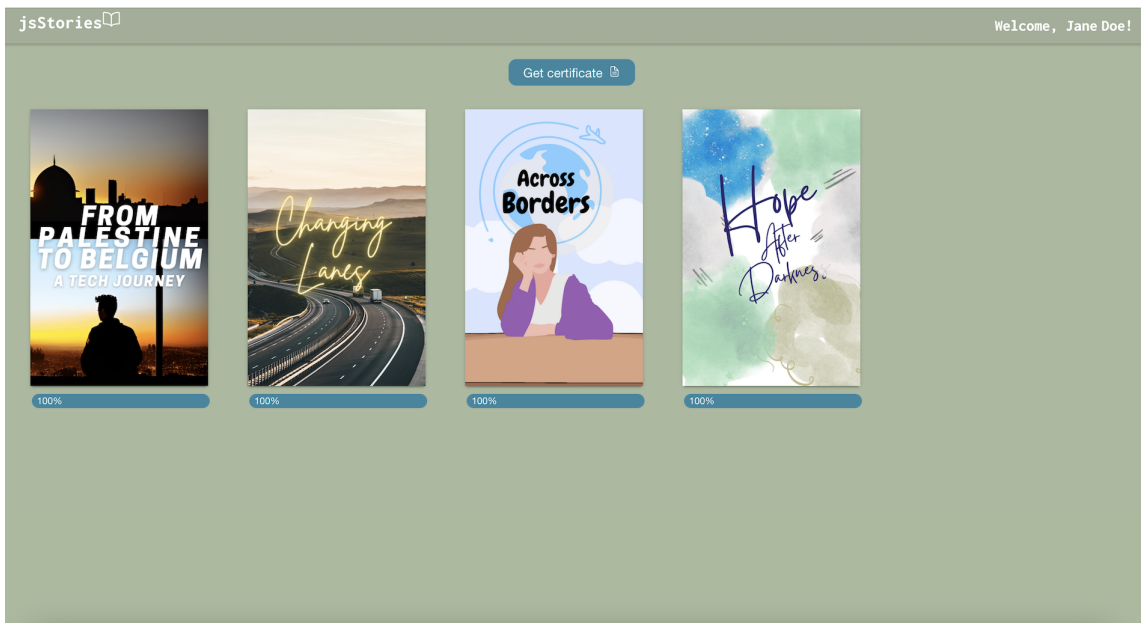 jsStories
Welcome, Jane Doe!
Get certificate
FROM
PALESTINE
TO BELGIUM
A TECH JOURNEY
100%
Changing
Lanes
100%
Across
Borders
100%
Hope
After
Darknes.
100%